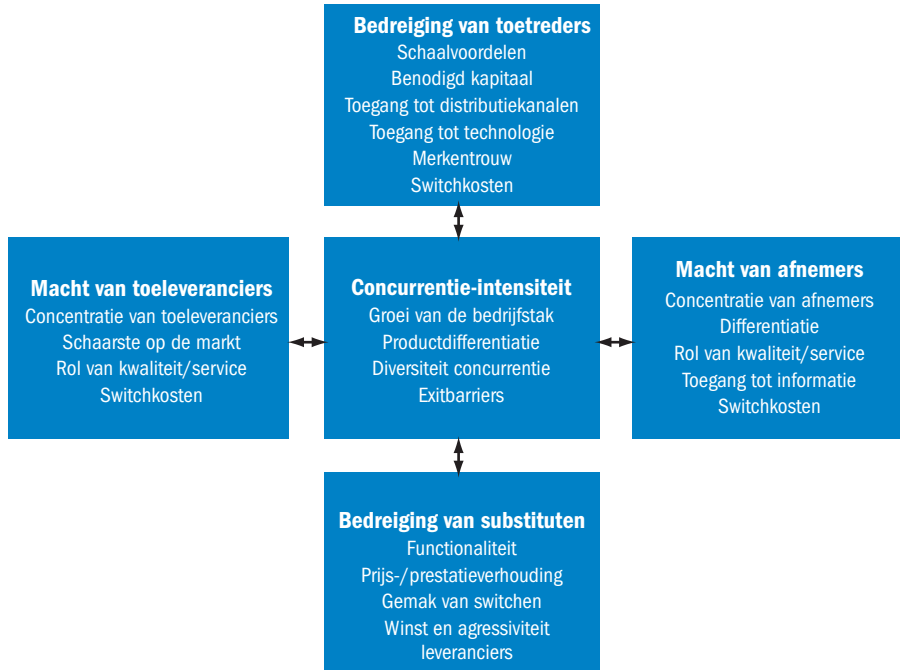 Bedreiging van toetreders
Schaalvoordelen
Benodigd kapitaal
Toegang tot distributiekanalen
Toegang tot technologie
Merkentrouw
Switchkosten
Macht van toeleveranciers
Concentratie van toeleveranciers
Schaarste op de markt
Rol van kwaliteit/service
Switchkosten
Concurrentie-intensiteit
Groei van de bedrijfstak
Productdifferentiatie
Diversiteit concurrentie
Exitbarriers
Macht van afnemers
Concentratie van afnemers
Differentiatie
Rol van kwaliteit/service
Toegang tot informatie
Switchkosten
Bedreiging van substituten
Functionaliteit
Prijs-/prestatieverhouding
Gemak van switchen
Winst en agressiviteit
leveranciers